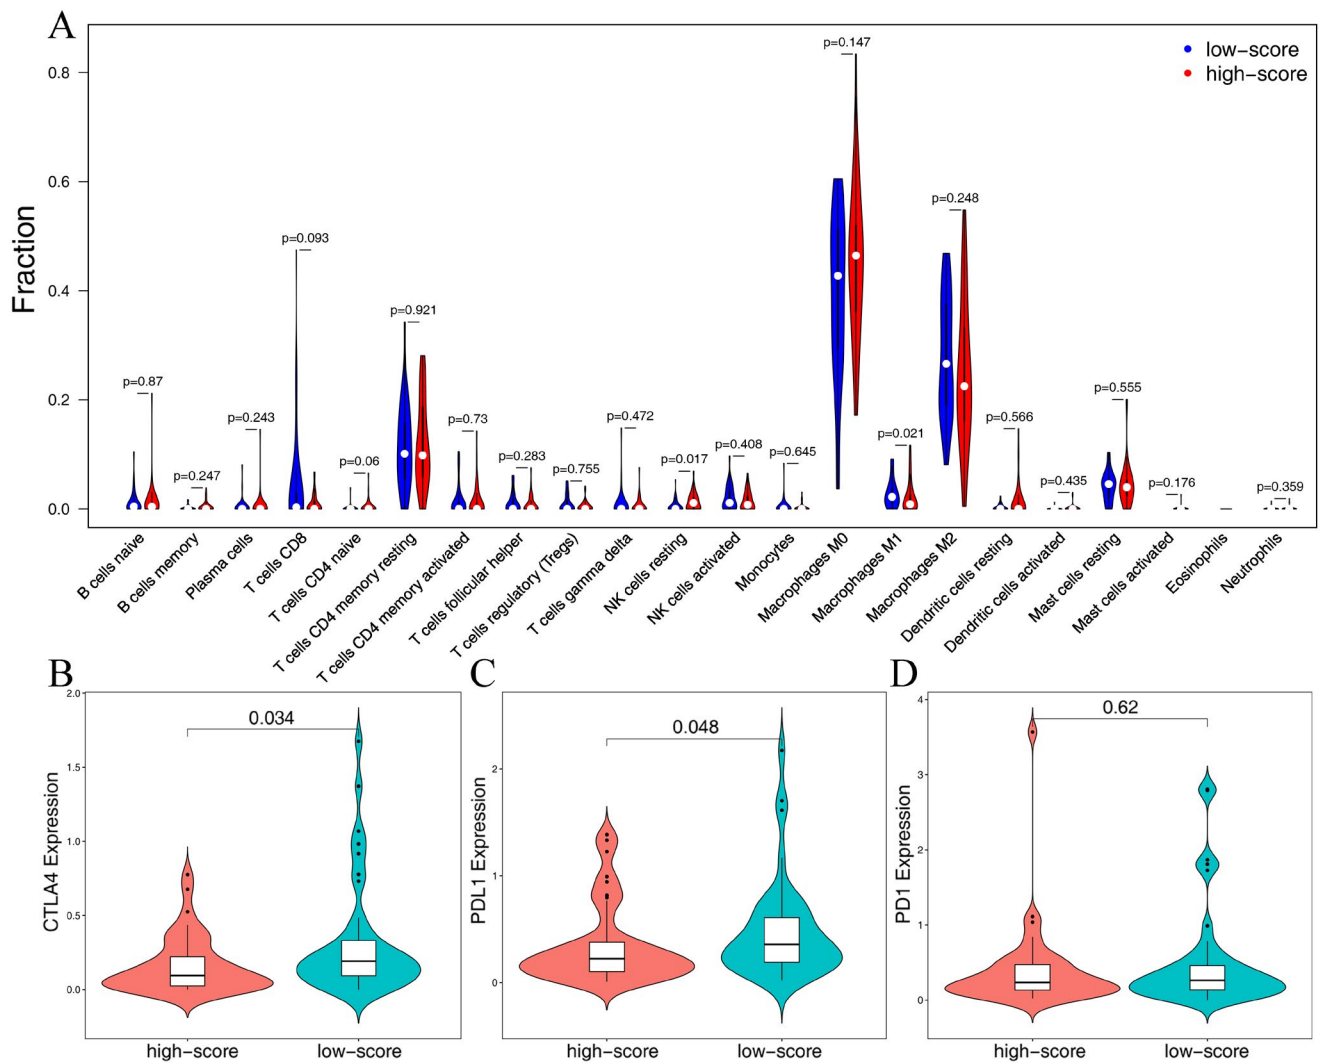 A
low−score
high−score
Fraction
0.8
0.6
0.4
0.2
0.0
p=0.87
p=0.247
p=0.243
p=0.093
p=0.06
p=0.921
p=0.73
p=0.283
p=0.755
p=0.472
p=0.017
p=0.408
p=0.645
p=0.147
p=0.021
p=0.248
p=0.566
p=0.435
p=0.555
p=0.176
p=0.359
B cells naive
B cells memory
Plasma cells
T cells CD8
T cells CD4 naive
T cells CD4 memory resting
T cells CD4 memory activated
T cells follicular helper
T cells regulatory (Tregs)
T cells gamma delta
NK cells resting
NK cells activated
Monocytes
Macrophages M0
Macrophages M1
Macrophages M2
Dendritic cells resting
Dendritic cells activated
Mast cells resting
Mast cells activated
Eosinophils
Neutrophils
B
CTLA4 Expression
2.0
1.5
1.0
0.5
0.0
0.034
high−score
low−score
C
PDL1 Expression
2
1
0
0.048
high−score
low−score
D
PD1 Expression
4
3
2
1
0
0.62
high−score
low−score